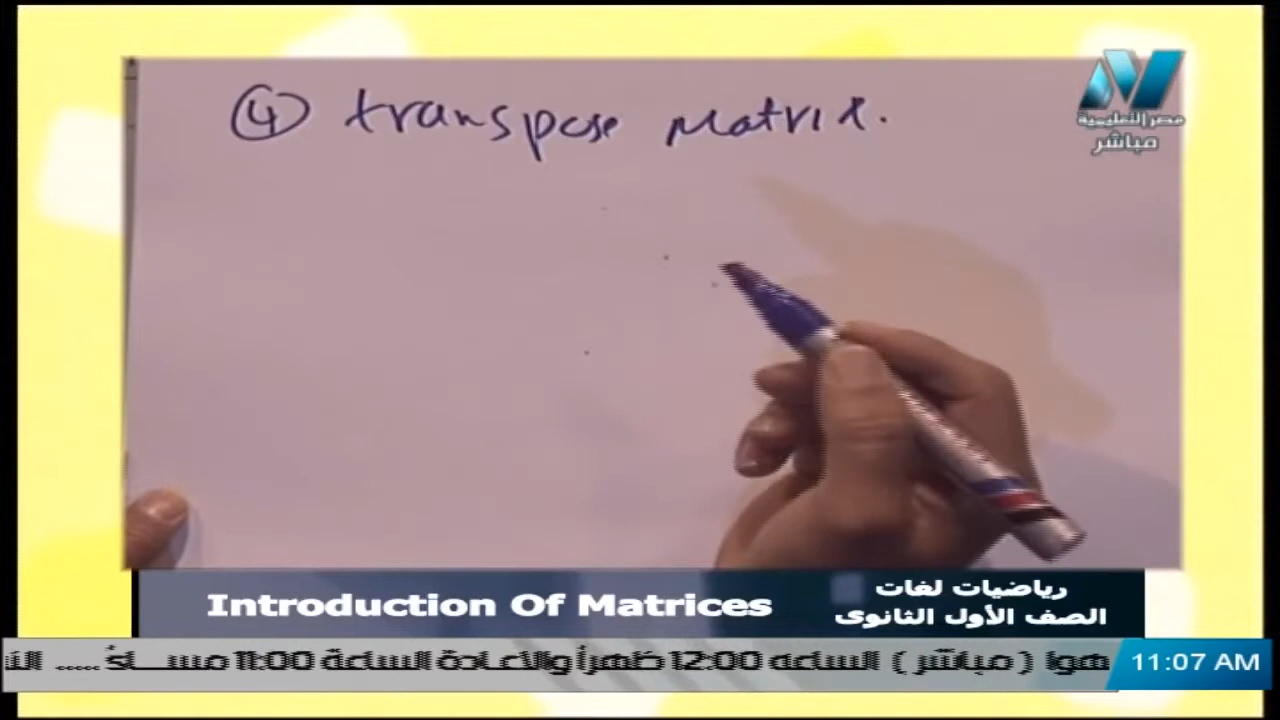 ④ transpose Matrix.
مصر التعليمية
مباشر
Introduction Of Matrices
رياضيات لغات
الصف الأول الثانوى
هوا ( مباشر ) الساعه 12:00 ظهراً والاعادة الساعة 11:00 مســاءً .....
11:07 AM